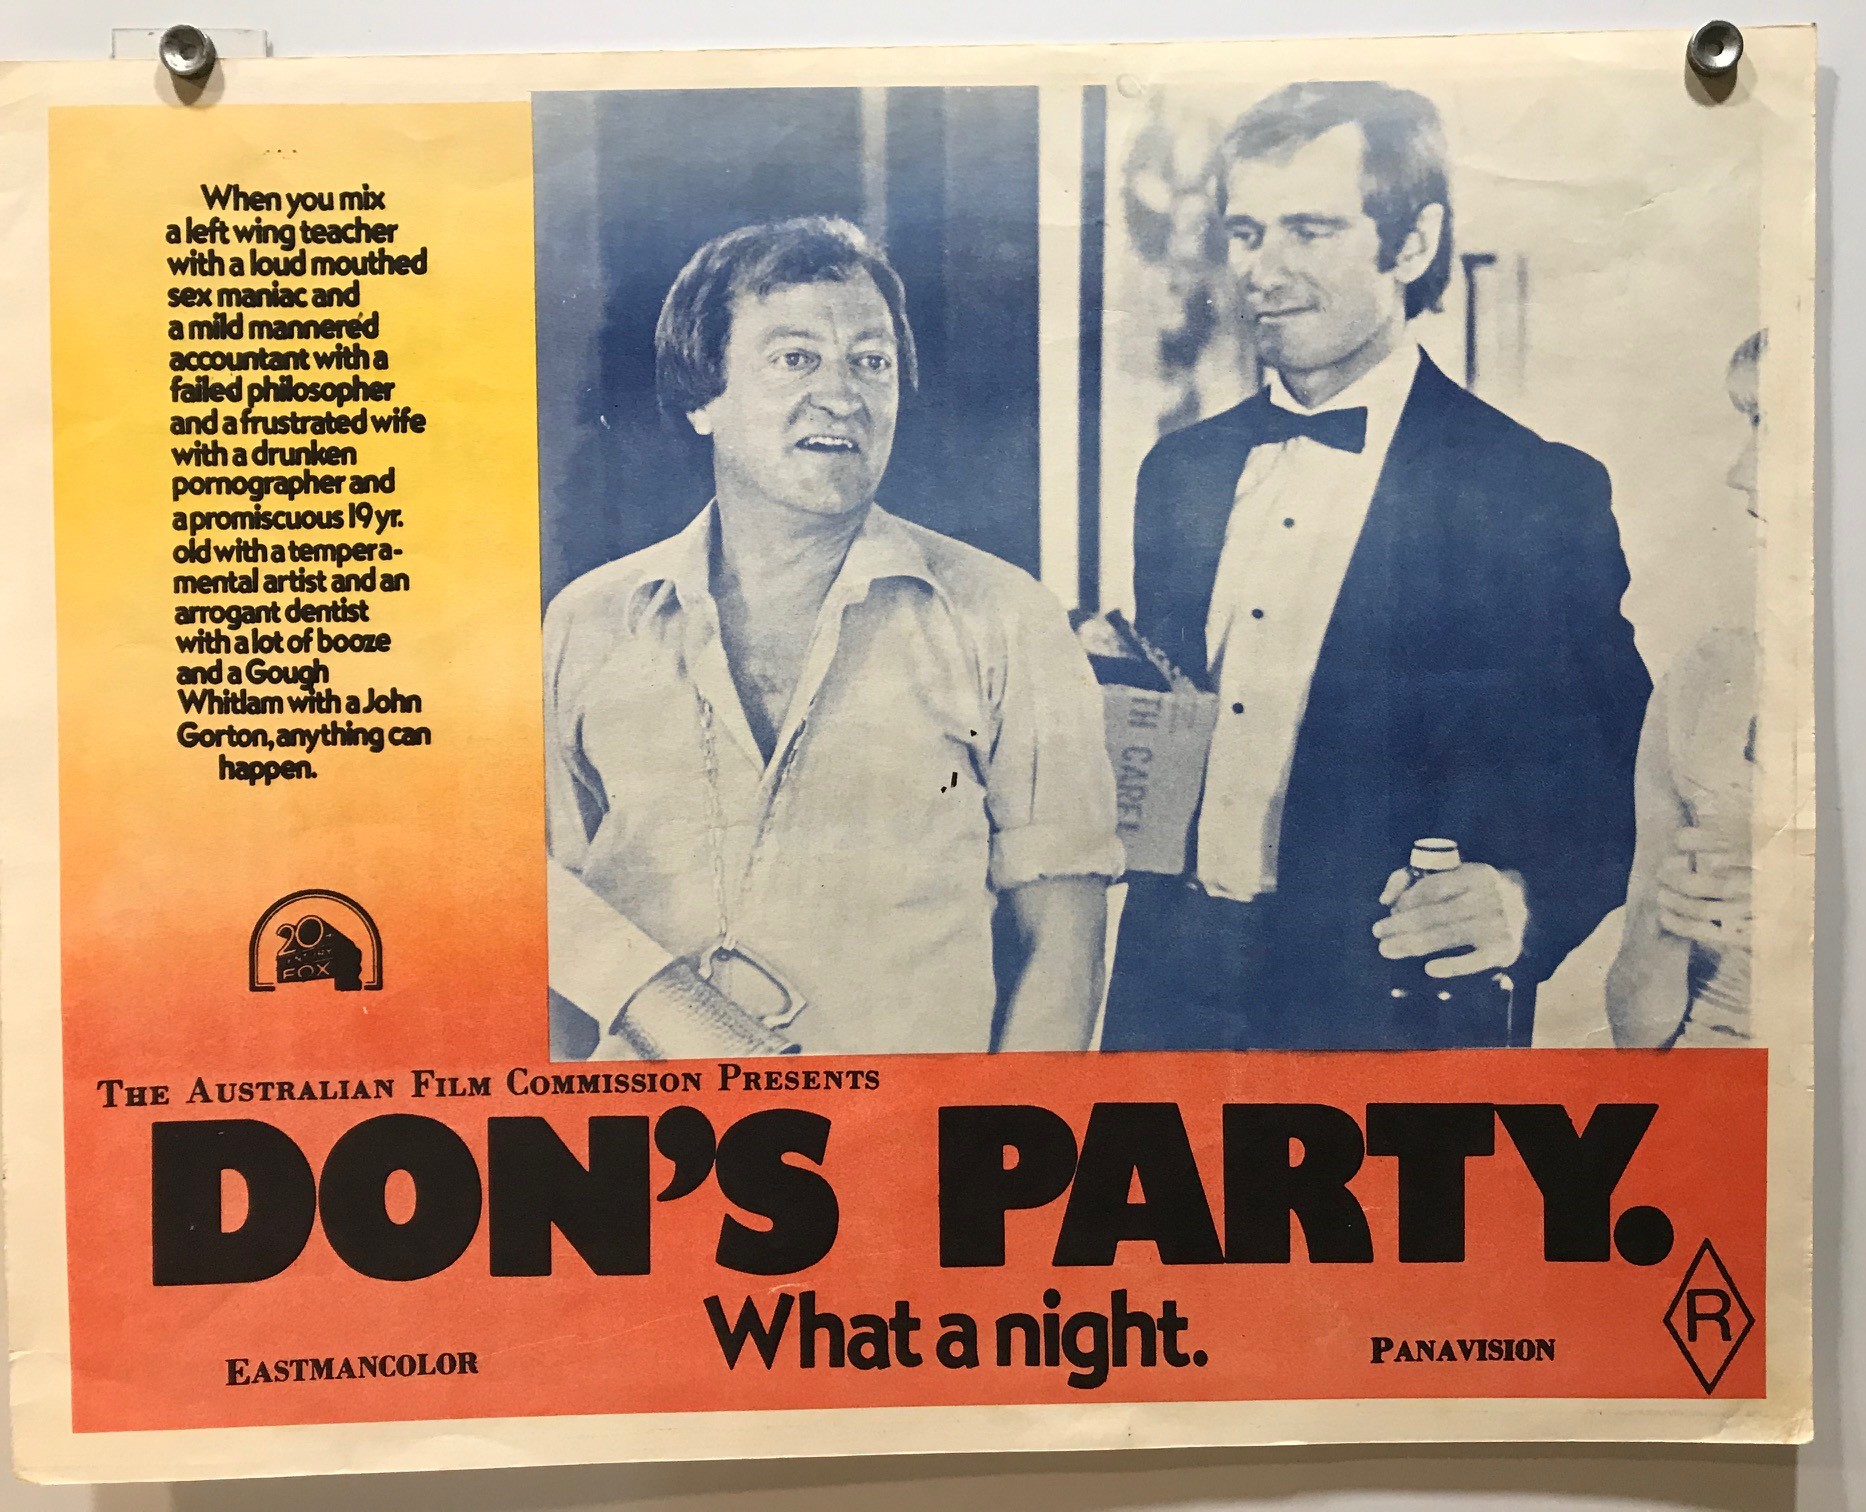 When you mix
a left wing teacher
with a loud mouthed
sex maniac and
a mild mannered
accountant with a
failed philosopher
and a frustrated wife
with a drunken
pornographer and
a promiscuous 19 yr.
old with a tempera-
mental artist and an
arrogant dentist
with a lot of booze
and a Gough
Whitlam with a John
Gorton, anything can
happen.
TH CARE
20
FOX
THE AUSTRALIAN FILM COMMISSION PRESENTS
DON'S PARTY.
What a night.
EASTMANCOLOR
PANAVISION
R